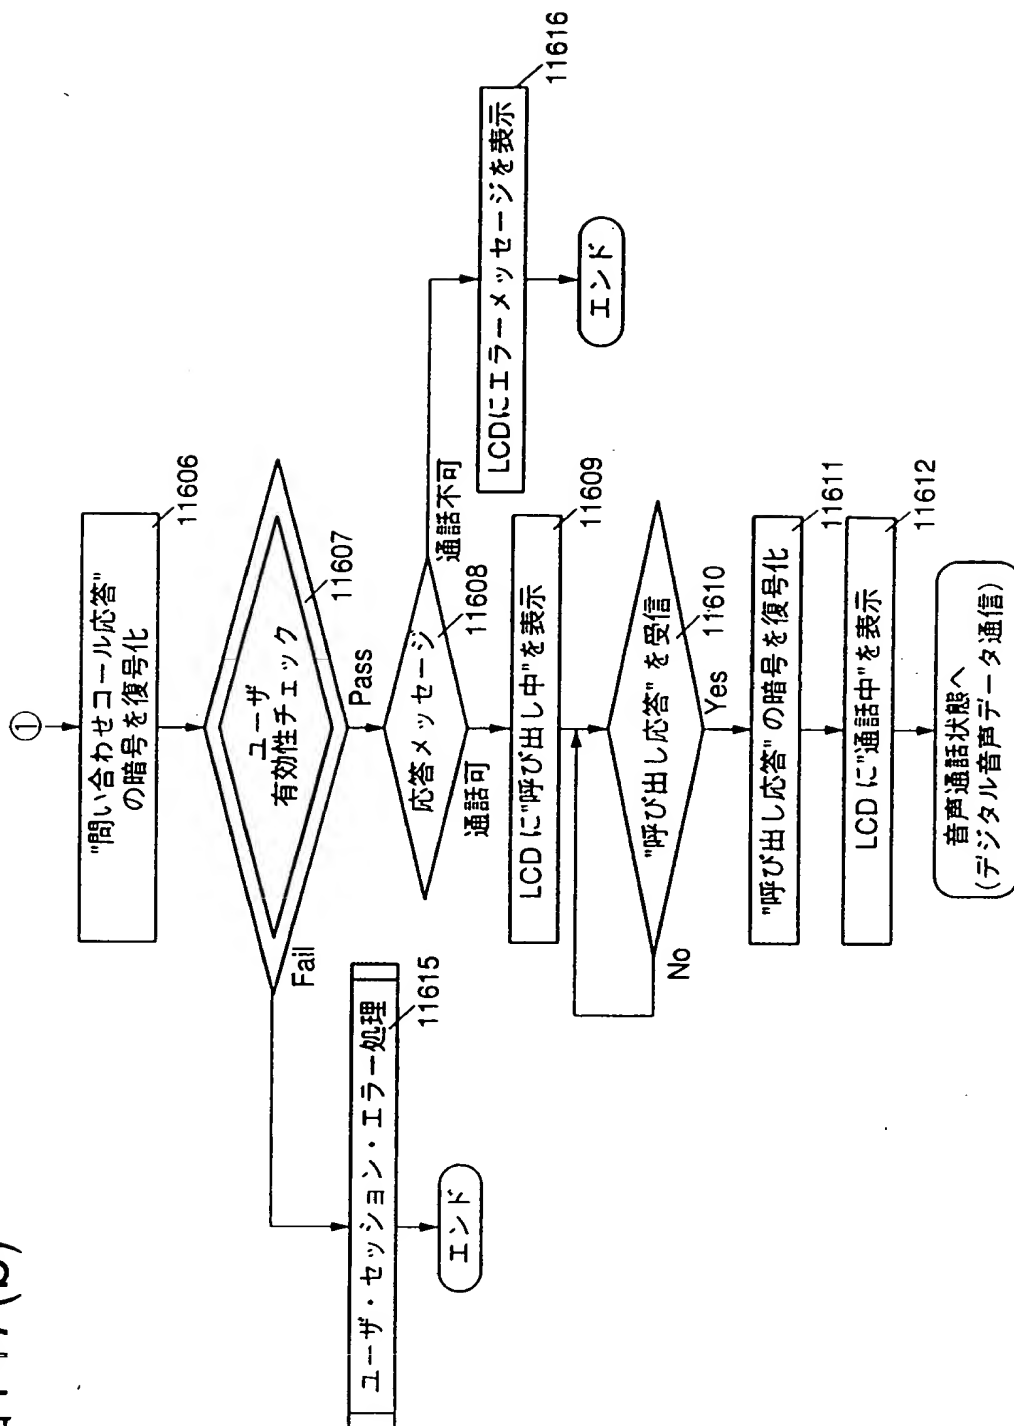 (b)
①
"問い合わせコール応答"
の暗号を復号化
11606
ユーザ
有効性チェック
11607
Fail
Pass
ユーザ・セッション・エラー処理
11615
エンド
応答メッセージ
11608
通話不可
通話可
LCDにエラーメッセージを表示
11616
エンド
LCDに"呼び出し中"を表示
11609
"呼び出し応答"を受信
11610
No
Yes
"呼び出し応答"の暗号を復号化
11611
LCDに"通話中"を表示
11612
音声通話状態へ
(デジタル音声データ通信)